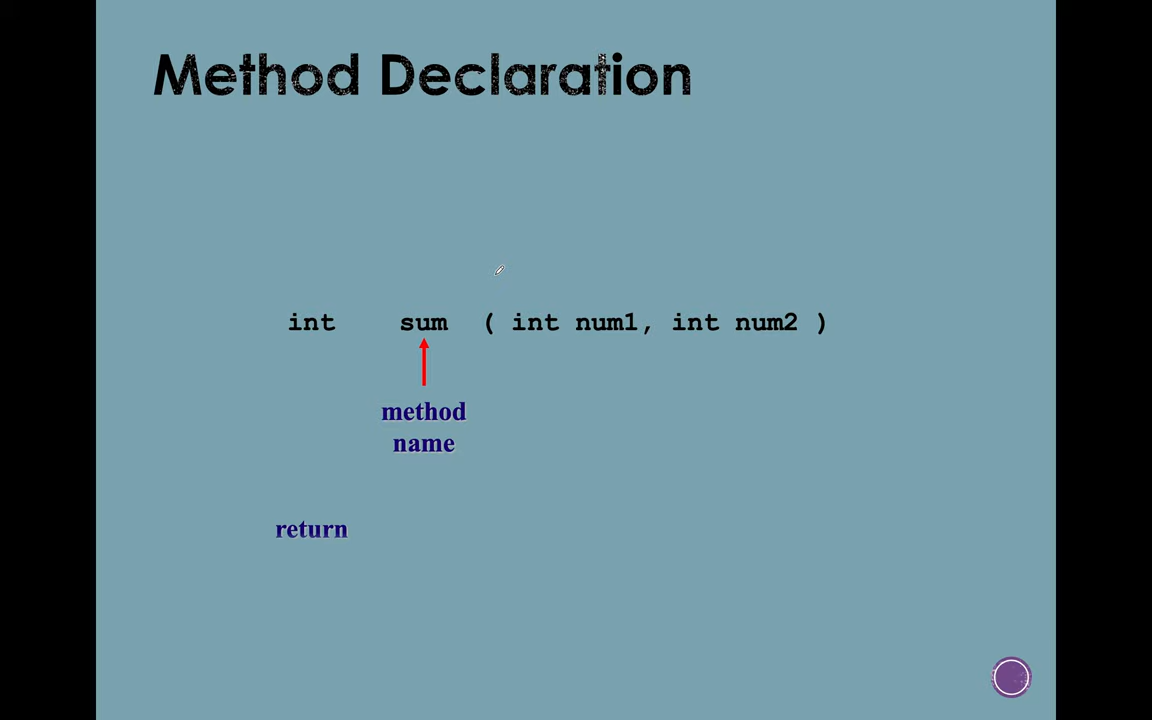 Method Declaration
int sum ( int num1, int num2 )
method
name
return